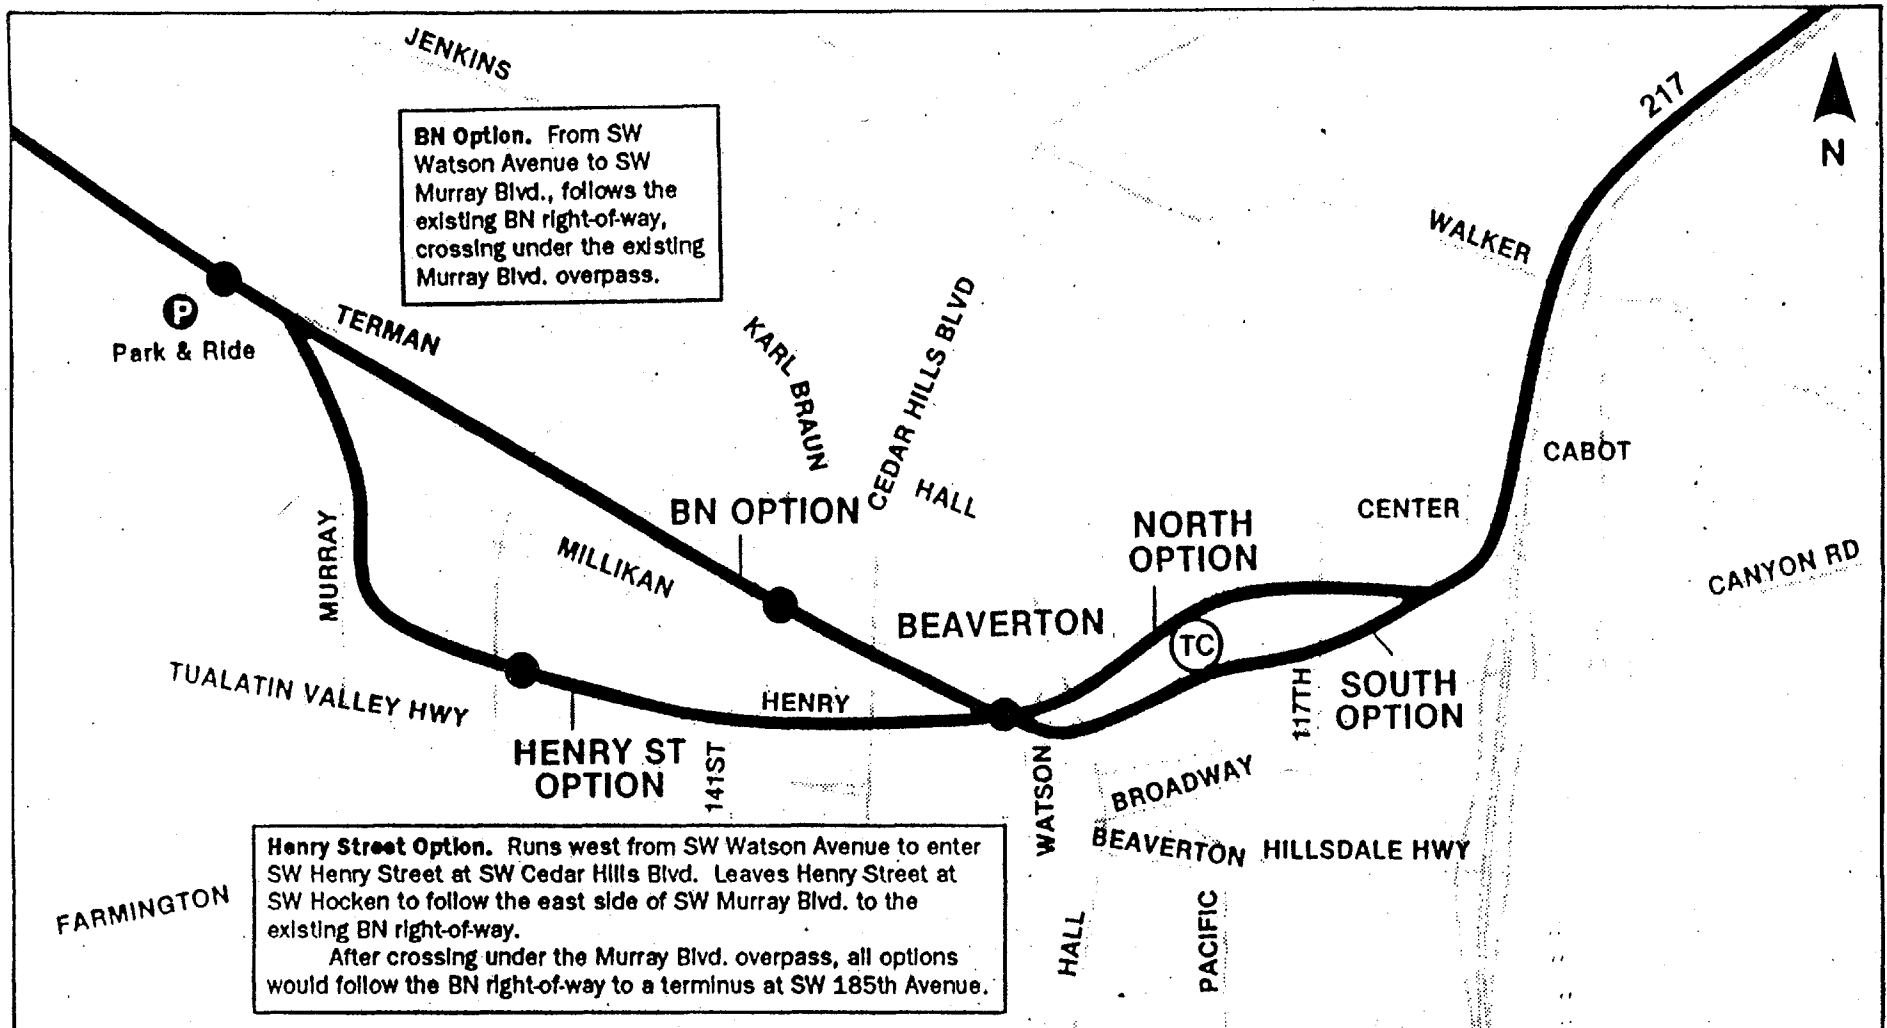 JENKINS
217
N
BN Option. From SW
Watson Avenue to SW
Murray Blvd., follows the
existing BN right-of-way,
crossing under the existing
Murray Blvd. overpass.
WALKER
P
Park & Ride
TERMAN
KARL BRAUN
CEDAR HILLS BLVD
HALL
CABOT
CENTER
CANYON RD
BN OPTION
NORTH
OPTION
MURRAY
MILLIKAN
BEAVERTON
TC
TUALATIN VALLEY HWY
HENRY
117TH
SOUTH
OPTION
HENRY ST
OPTION
141ST
WATSON
BROADWAY
BEAVERTON HILLSDALE HWY
Henry Street Option. Runs west from SW Watson Avenue to enter
SW Henry Street at SW Cedar Hills Blvd. Leaves Henry Street at
SW Hocken to follow the east side of SW Murray Blvd. to the
existing BN right-of-way.
After crossing under the Murray Blvd. overpass, all options
would follow the BN right-of-way to a terminus at SW 185th Avenue.
FARMINGTON
HALL
PACIFIC